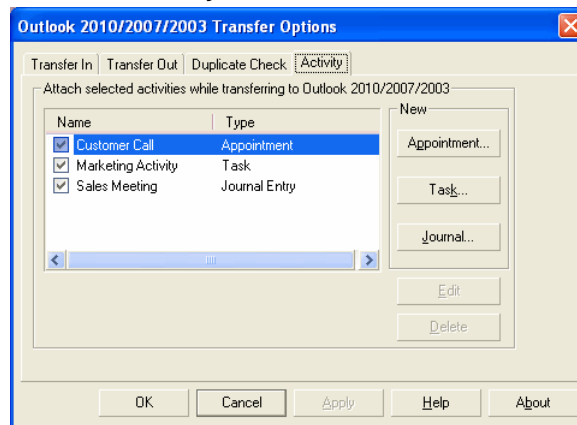 Outlook 2010/2007/2003 Transfer Options
Transfer In Transfer Out Duplicate Check Activity
Attach selected activities while transferring to Outlook 2010/2007/2003
New
Name Type
Customer Call Appointment
Marketing Activity Task
Sales Meeting Journal Entry
Appointment...
Task...
Journal...
Edit
Delete
OK Cancel Apply Help About